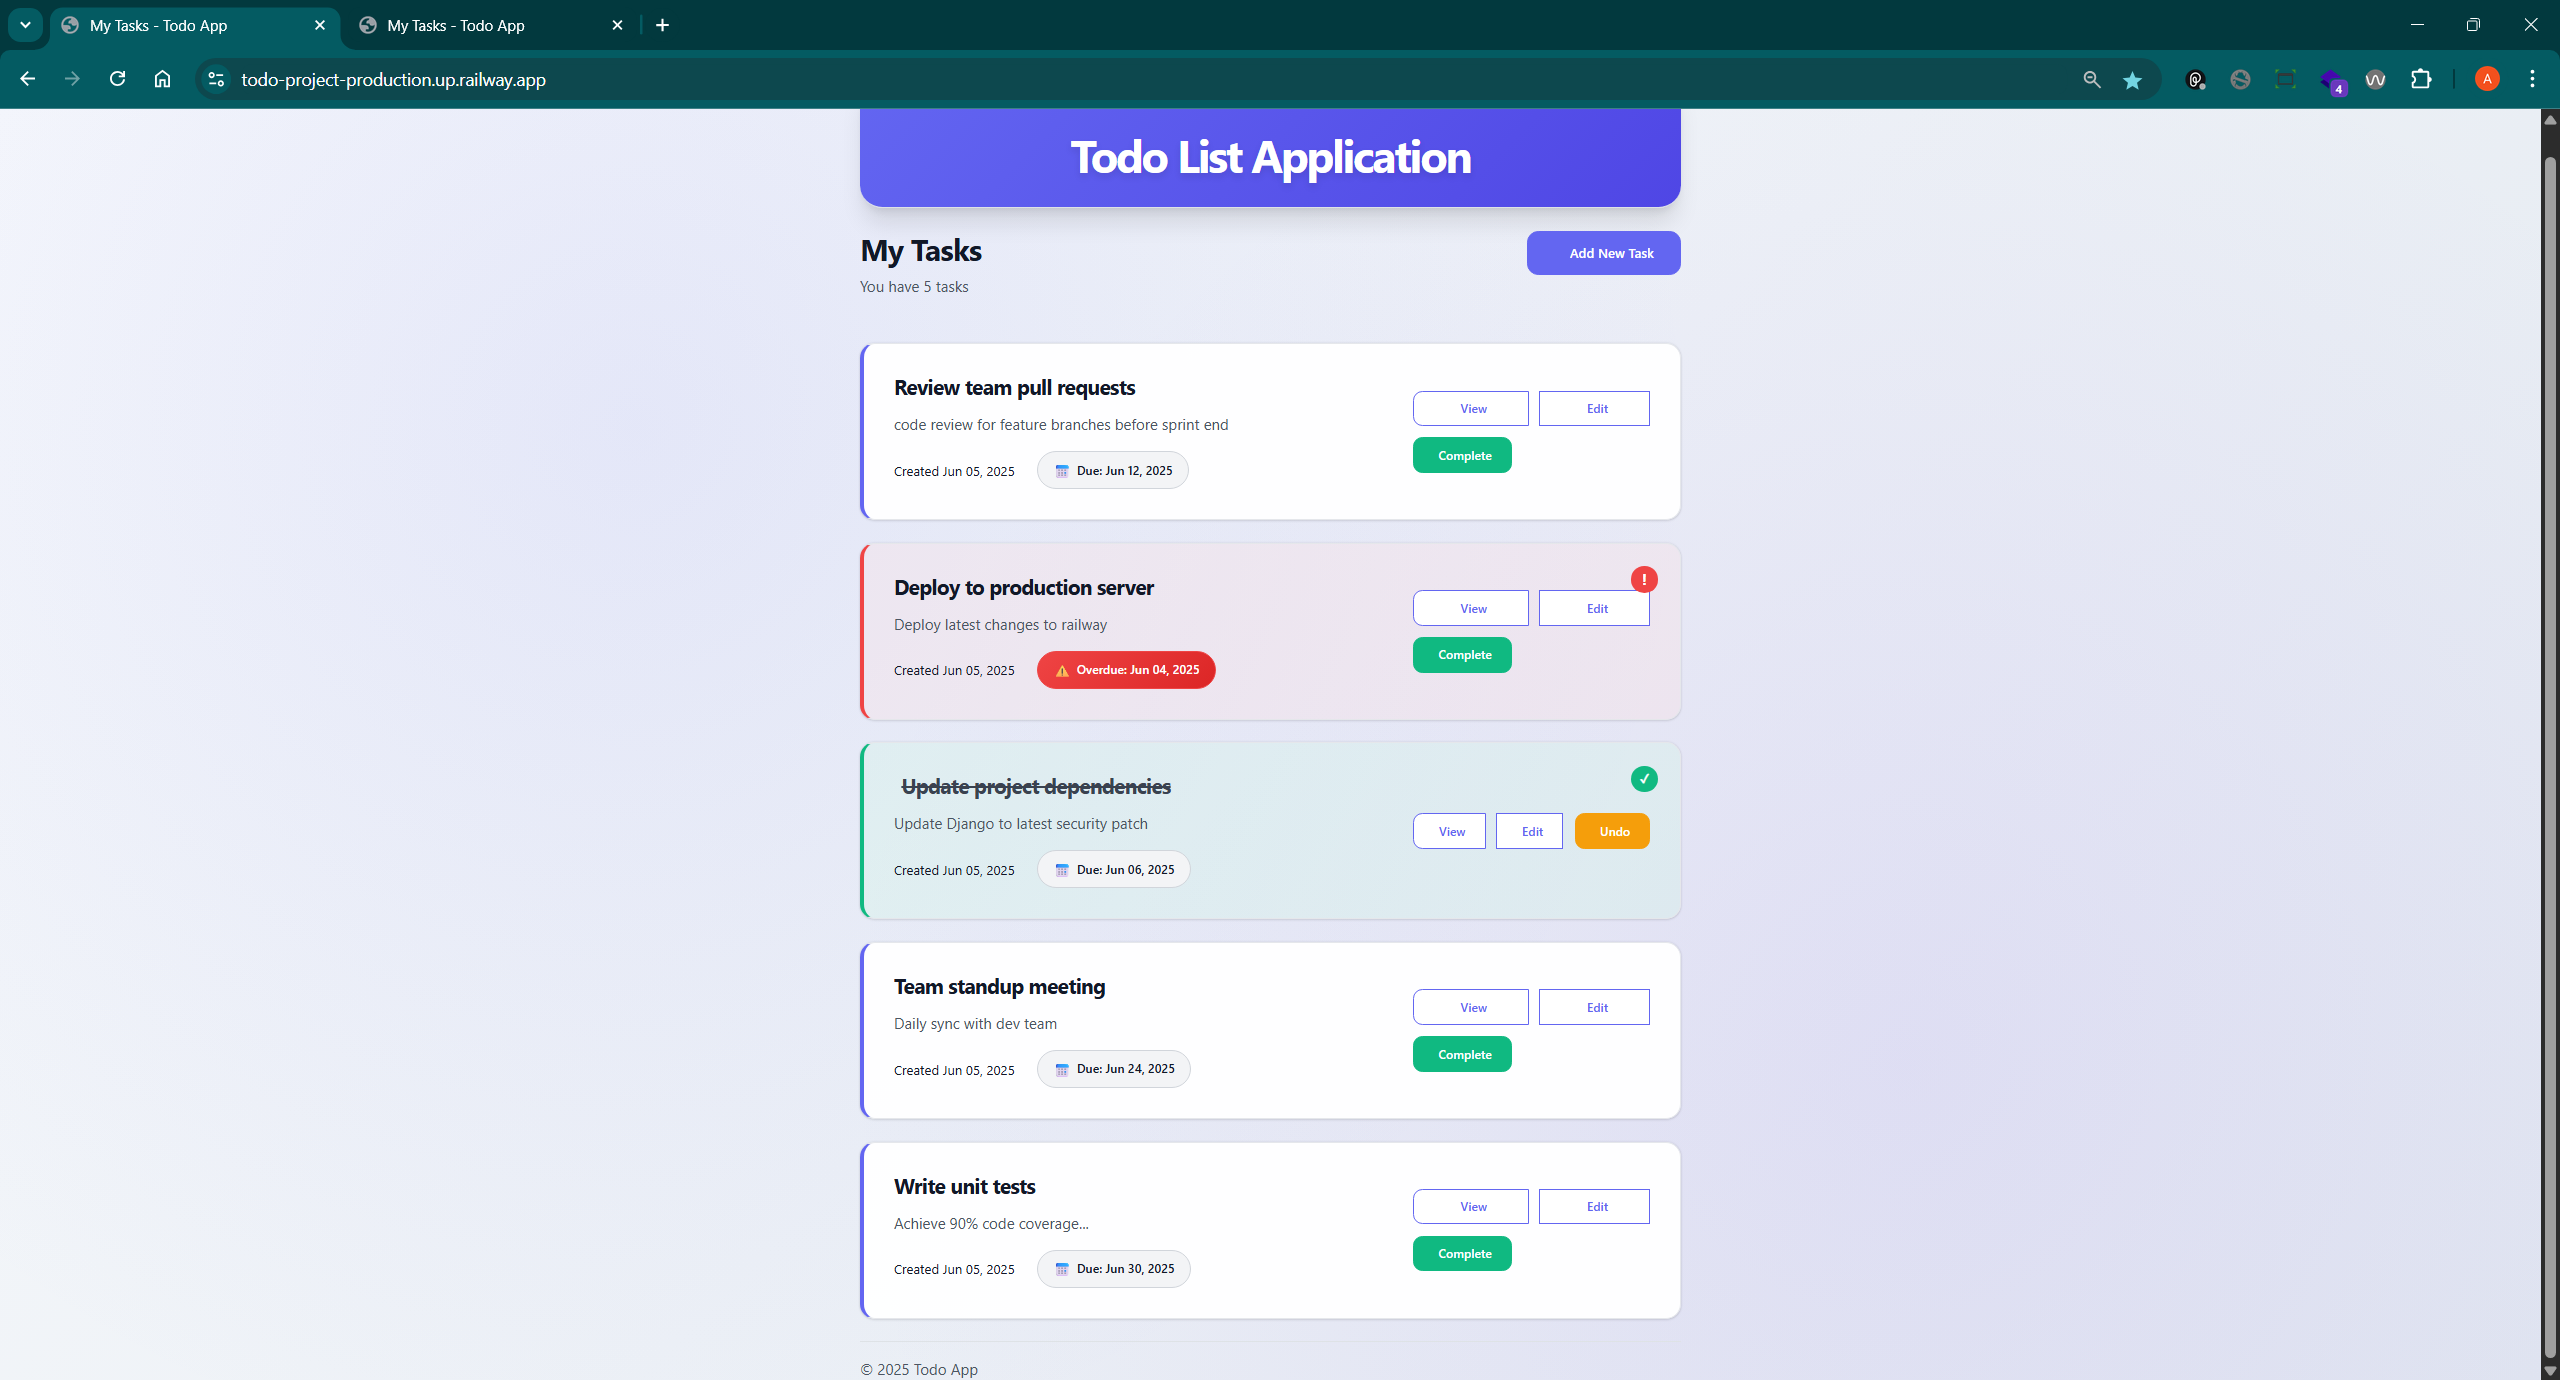 My Tasks - Todo App
My Tasks - Todo App
todo-project-production.up.railway.app
4
A
Todo List Application
My Tasks
Add New Task
You have 5 tasks
Review team pull requests
code review for feature branches before sprint end
Created Jun 05, 2025
Due: Jun 12, 2025
View
Edit
Complete
Deploy to production server
!
Deploy latest changes to railway
Created Jun 05, 2025
Overdue: Jun 04, 2025
View
Edit
Complete
Update project dependencies
Update Django to latest security patch
Created Jun 05, 2025
Due: Jun 06, 2025
View
Edit
Undo
Team standup meeting
Daily sync with dev team
Created Jun 05, 2025
Due: Jun 24, 2025
View
Edit
Complete
Write unit tests
Achieve 90% code coverage...
Created Jun 05, 2025
Due: Jun 30, 2025
View
Edit
Complete
© 2025 Todo App